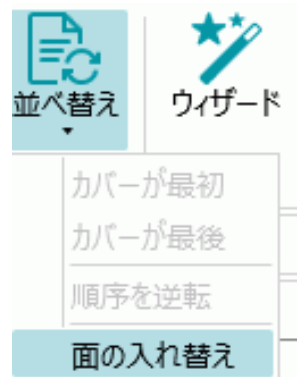 並べ替え
ウィザード
カバーが最初
カバーが最後
順序を逆転
面の入れ替え